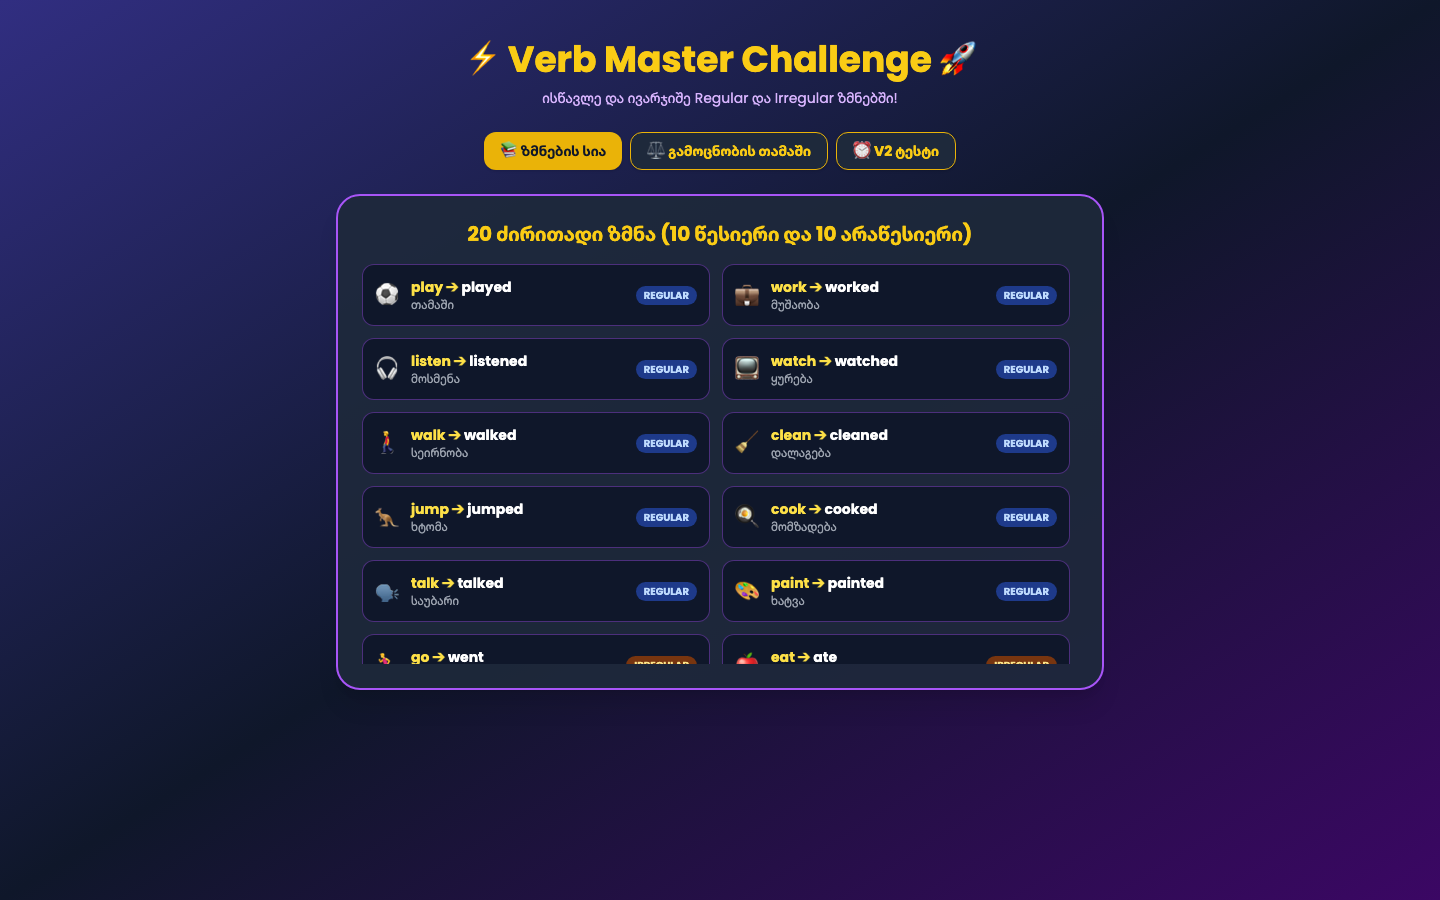 ⚡ Verb Master Challenge 🚀
ისწავლე და ივარჯიშე Regular და Irregular ზმნებში!
📚 ზმნების სია
⚖️ გამოცნობის თამაში
⏰ V2 ტესტი
20 ძირითადი ზმნა (10 წესიერი და 10 არაწესიერი)
play ➔ played
თამაში
REGULAR
work ➔ worked
მუშაობა
REGULAR
listen ➔ listened
მოსმენა
REGULAR
watch ➔ watched
ყურება
REGULAR
walk ➔ walked
სეირნობა
REGULAR
clean ➔ cleaned
დალაგება
REGULAR
jump ➔ jumped
ხტომა
REGULAR
cook ➔ cooked
მომზადება
REGULAR
talk ➔ talked
საუბარი
REGULAR
paint ➔ painted
ხატვა
REGULAR
go ➔ went
IRREGULAR
eat ➔ ate
IRREGULAR